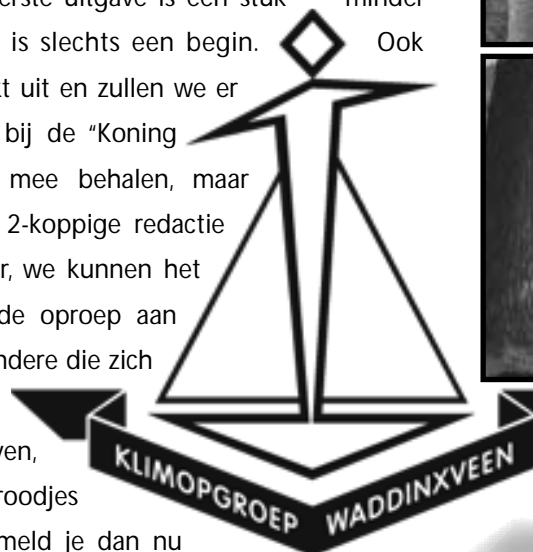 erste uitgave is een stuk minder
is slechts een begin. Ook
t uit en zullen we er
bij de “Koning
mee behalen, maar
2-koppige redactie
r, we kunnen het
de oproep aan
ndere die zich
ven,
roodjes
meld je dan nu
KLIMOPGROEP WADDINXVEEN